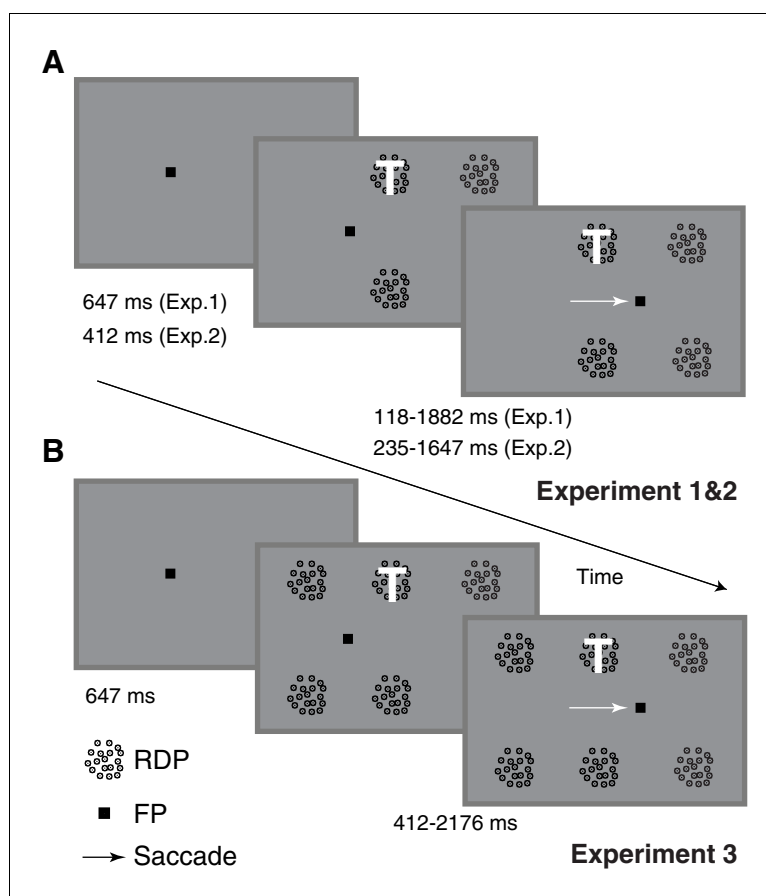 A
T
T
647 ms (Exp.1)
412 ms (Exp.2)
118-1882 ms (Exp.1)
235-1647 ms (Exp.2)
Experiment 1&2
B
Time
T
T
647 ms
RDP
FP
412-2176 ms
Saccade
Experiment 3